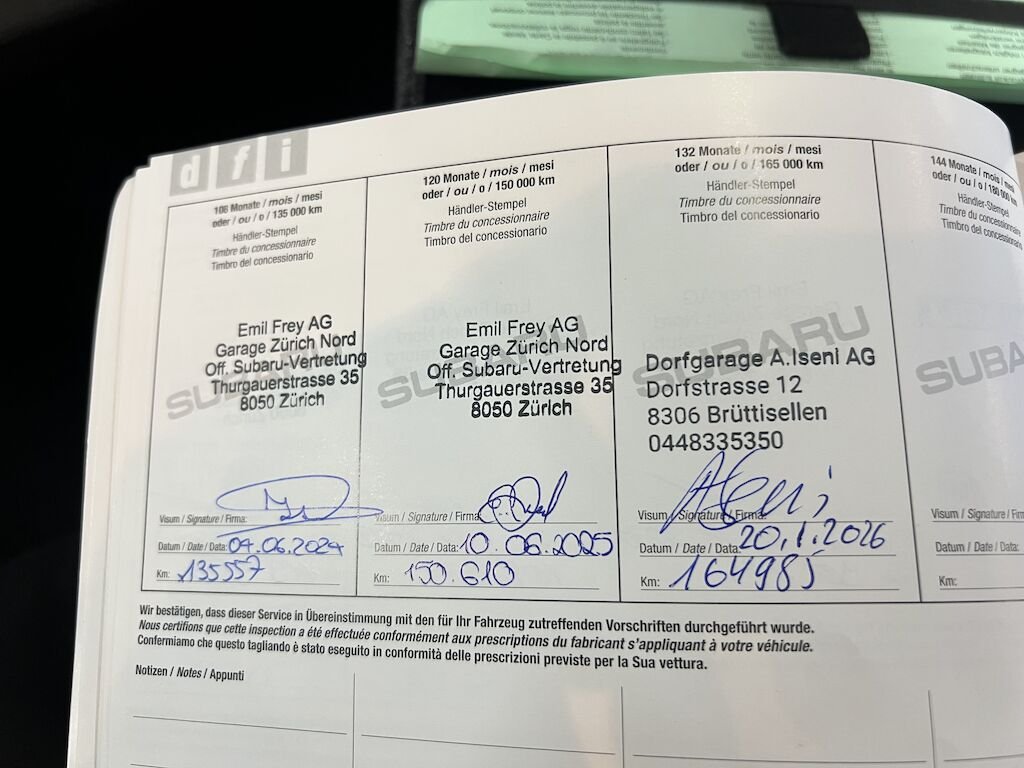 dfi
106 Monate / mois / mesi
oder / ou / o / 135 000 km
Händler-Stempel
Timbre du concessionnaire
Timbro del concessionario
Emil Frey AG
Garage Zürich Nord
Off. Subaru-Vertretung
Thurgauerstrasse 35
8050 Zürich
SUBARU
Visum / Signature / Firma:
Datum / Date / Data: 04.06.2024
Km: 135557
120 Monate / mois / mesi
oder / ou / o / 150 000 km
Händler-Stempel
Timbre du concessionnaire
Timbro del concessionario
Emil Frey AG
Garage Zürich Nord
Off. Subaru-Vertretung
Thurgauerstrasse 35
8050 Zürich
SUBARU
Visum / Signature / Firma:
Datum / Date / Data: 10.06.2025
Km: 150.610
132 Monate / mois / mesi
oder / ou / o / 165 000 km
Händler-Stempel
Timbre du concessionnaire
Timbro del concessionario
SUBARU
Dorfgarage A.Iseni AG
Dorfstrasse 12
8306 Brüttisellen
0448335350
Visum / Signature / Firma:
Datum / Date / Data: 20.1.2026
Km: 164985
144 Monate / mois / mesi
oder / ou / o / 180 000 km
Händler-Stempel
Timbre du concessionnaire
Timbro del concessionario
SUBA
Visum / Signature / Firma:
Datum / Date / Data:
Km:
Wir bestätigen, dass dieser Service in Übereinstimmung mit den für Ihr Fahrzeug zutreffenden Vorschriften durchgeführt wurde.
Nous certifions que cette inspection a été effectuée conformément aux prescriptions du fabricant s'appliquant à votre véhicule.
Confermiamo che questo tagliando è stato eseguito in conformità delle prescrizioni previste per la Sua vettura.
Notizen / Notes / Appunti